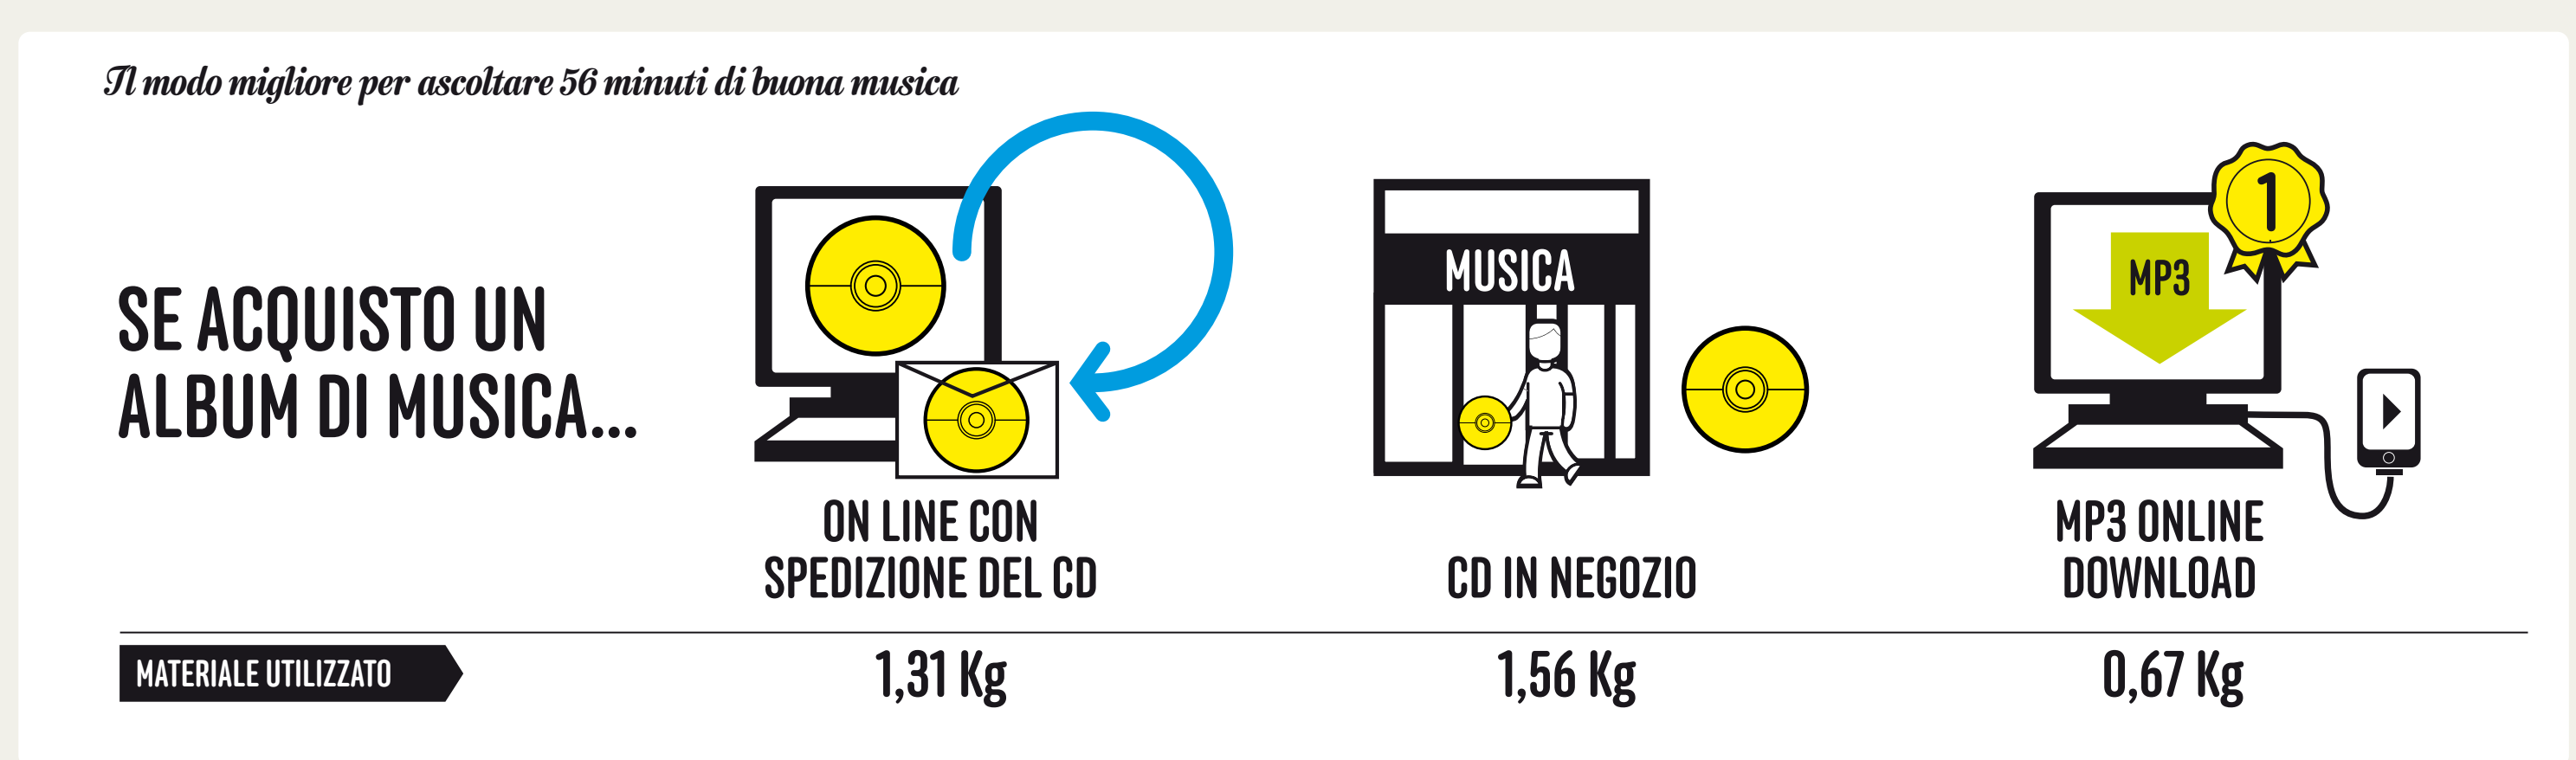 Il modo migliore per ascoltare 56 minuti di buona musica
SE ACQUISTO UN
ALBUM DI MUSICA...
MUSICA
MP3
1
ON LINE CON
SPEDIZIONE DEL CD
CD IN NEGOZIO
MP3 ONLINE
DOWNLOAD
MATERIALE UTILIZZATO
1,31 Kg
1,56 Kg
0,67 Kg